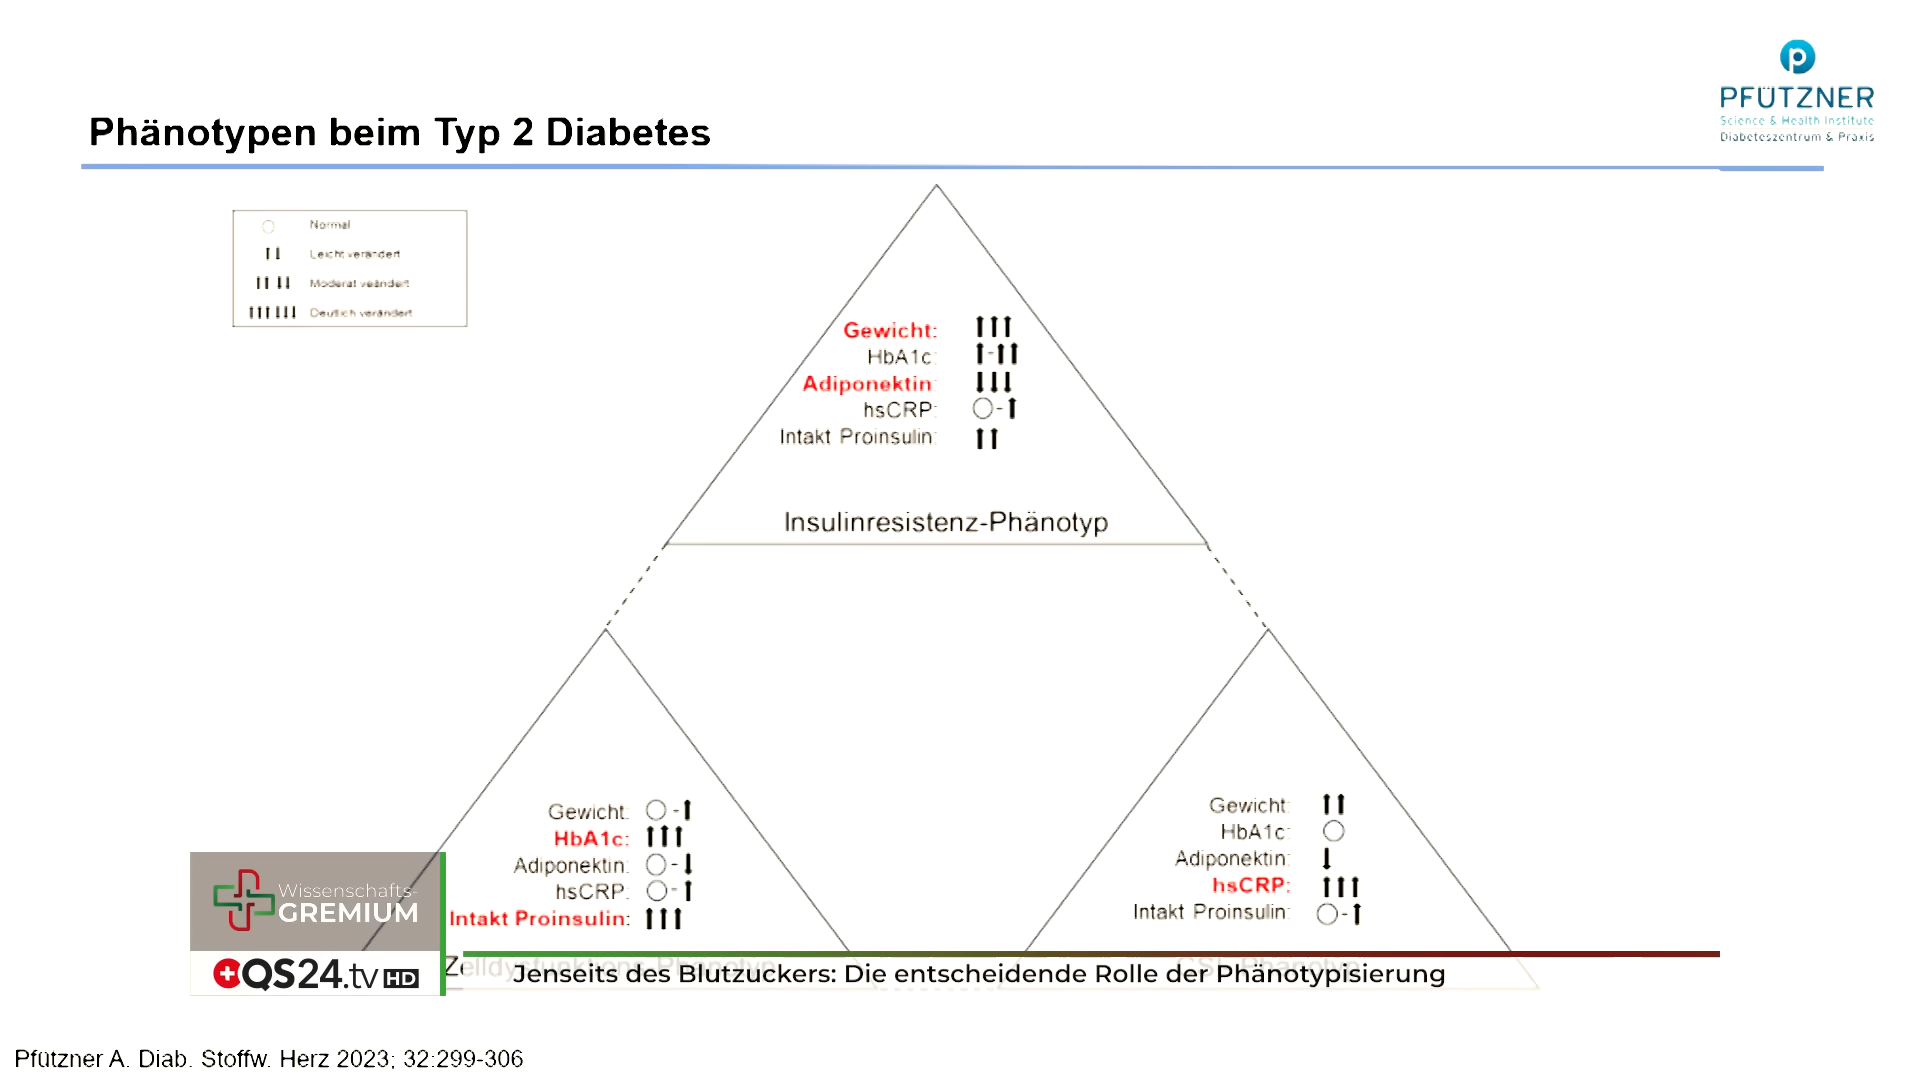 PFÜTZNER
Science & Health Institute
Diabeteszentrum & Praxis
Phänotypen beim Typ 2 Diabetes
Normal
Leicht verändert
Moderat veändert
Deutlich verändert
Gewicht:
HbA1c:
Adiponektin:
hsCRP:
Intakt Proinsulin:
Insulinresistenz-Phänotyp
Gewicht:
HbA1c:
Adiponektin:
hsCRP:
Intakt Proinsulin:
Gewicht:
HbA1c:
Adiponektin:
hsCRP:
Intakt Proinsulin:
Wissenschafts-
GREMIUM
QS24.tv HD
Zelldysfunktions-Phänotyp
Jenseits des Blutzuckers: Die entscheidende Rolle der Phänotypisierung
Pfützner A. Diab. Stoffw. Herz 2023; 32:299-306